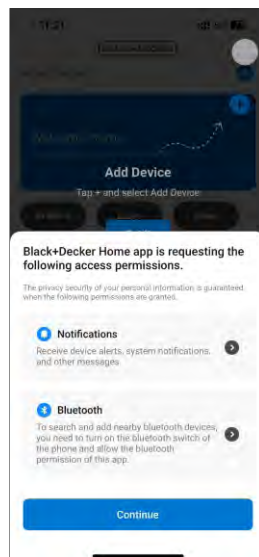 11:21
Add Device
Tap + and select Add Device
Black+Decker Home app is requesting the
following access permissions.
The privacy security of your personal information is guaranteed
when the following permissions are granted.
Notifications
Receive device alerts, system notifications,
and other messages
Bluetooth
To search and add nearby bluetooth devices,
you need to turn on the bluetooth switch of
the phone and allow the bluetooth
permission of this app.
Continue